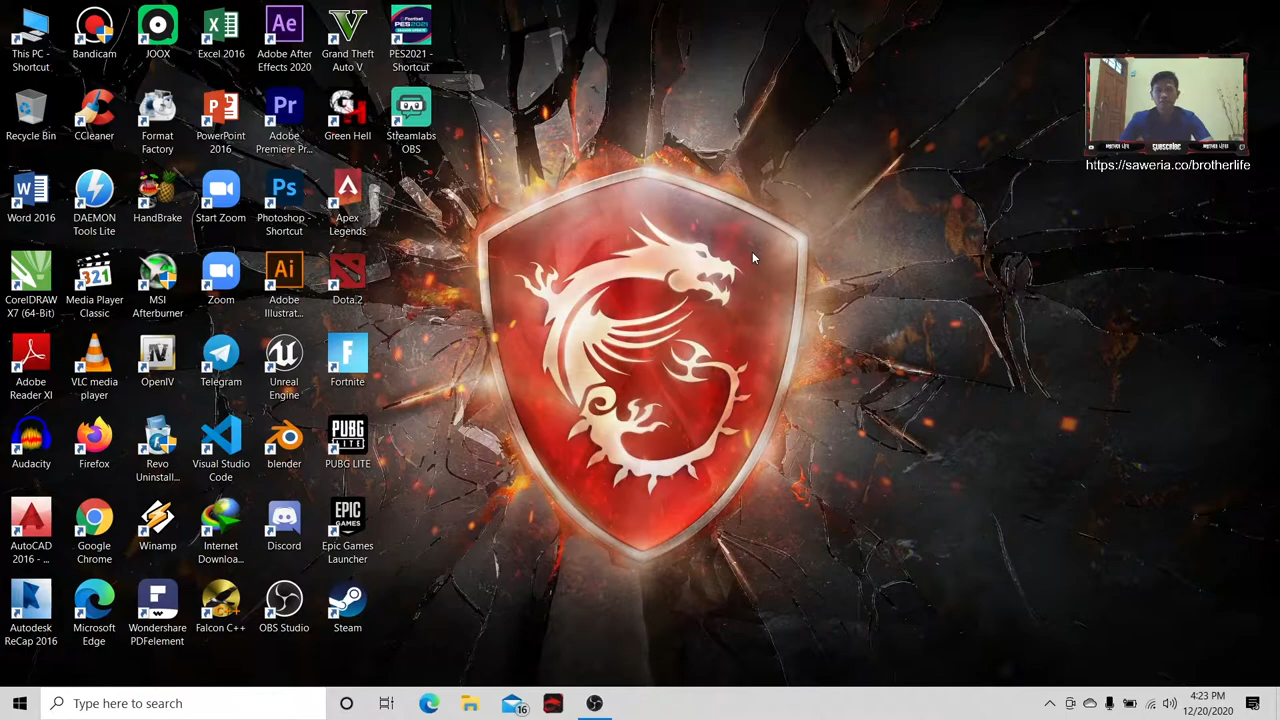 This PC -
Shortcut
Bandicam
JOOX
Excel 2016
Adobe After
Effects 2020
Grand Theft
Auto V
PES2021 -
Shortcut
Recycle Bin
CCleaner
Format
Factory
PowerPoint
2016
Adobe
Premiere Pr...
Green Hell
Streamlabs
OBS
Word 2016
DAEMON
Tools Lite
HandBrake
Start Zoom
Photoshop -
Shortcut
Apex
Legends
CorelDRAW
X7 (64-Bit)
Media Player
Classic
MSI
Afterburner
Zoom
Adobe
Illustrat...
Dota 2
Adobe
Reader XI
VLC media
player
OpenIV
Telegram
Unreal
Engine
Fortnite
Audacity
Firefox
Revo
Uninstall...
Visual Studio
Code
blender
PUBG LITE
AutoCAD
2016 - ...
Google
Chrome
Winamp
Internet
Downloa...
Discord
Epic Games
Launcher
Autodesk
ReCap 2016
Microsoft
Edge
Wondershare
PDFelement
Falcon C++
OBS Studio
Steam
SUBSCRIBE
https://saweria.co/brotherlife
Type here to search
16
4:23 PM
12/20/2020